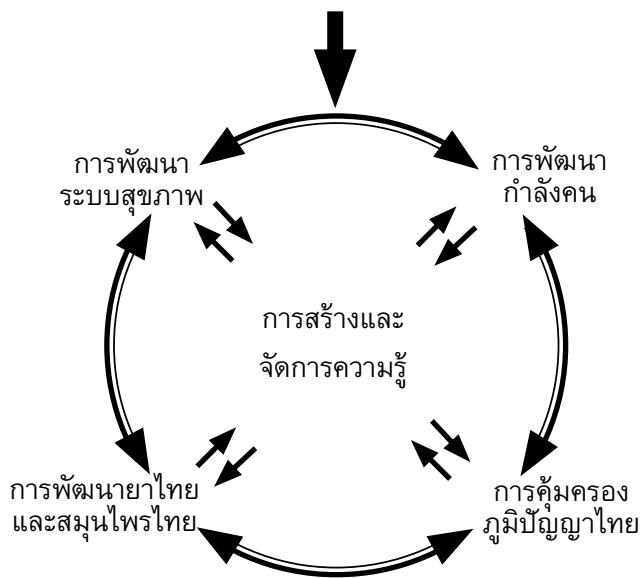 การพัฒนา
ระบบสุขภาพ
การพัฒนา
กำลังคน
การสร้างและ
จัดการความรู้
การพัฒนายาไทย
และสมุนไพรไทย
การคุ้มครอง
ภูมิปัญญาไทย